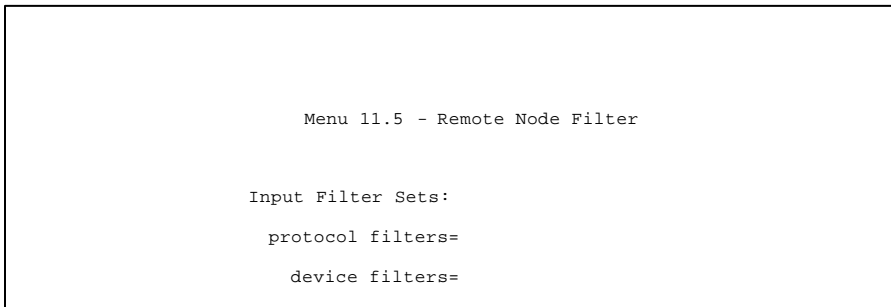 Menu 11.5 - Remote Node Filter
Input Filter Sets:
protocol filters=
device filters=